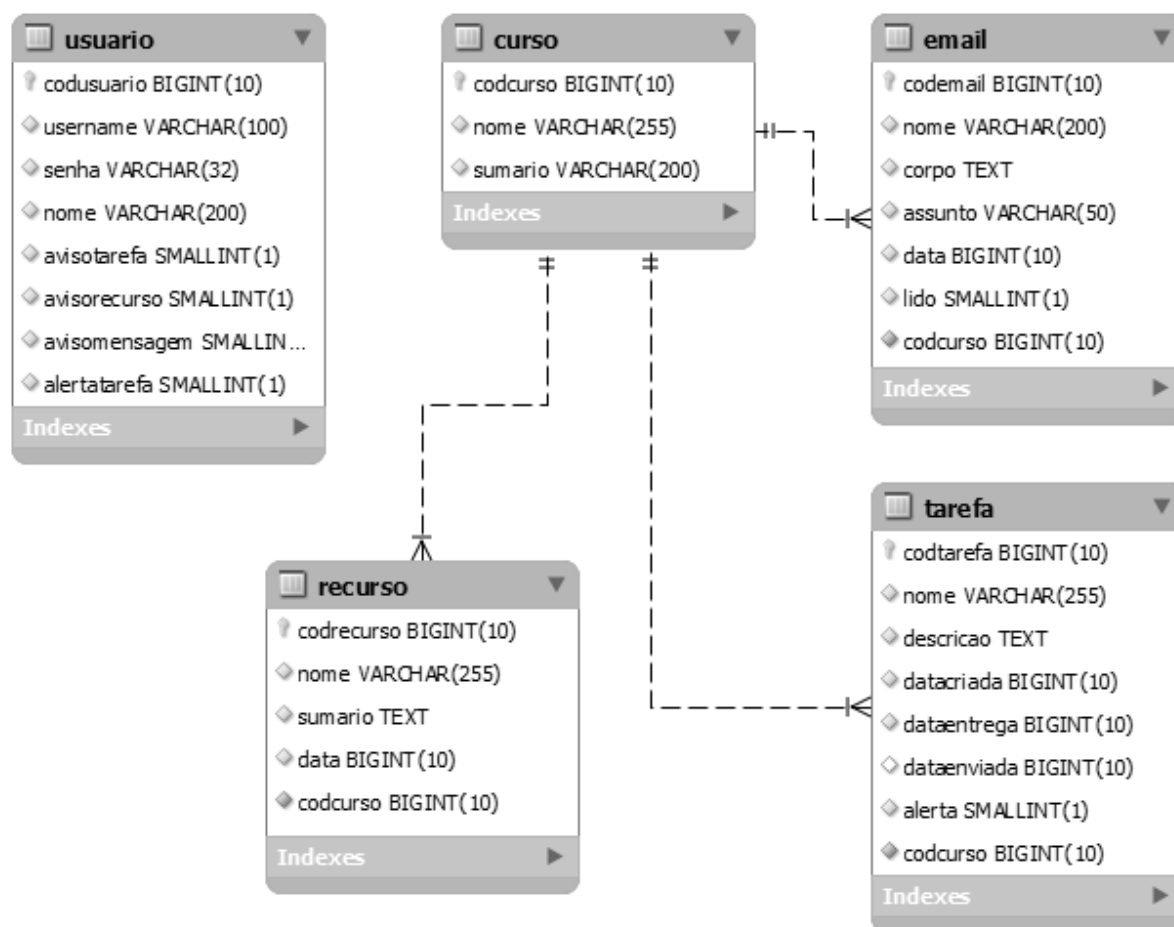 usuario
codusuario BIGINT(10)
username VARCHAR(100)
senha VARCHAR(32)
nome VARCHAR(200)
avisotarefa SMALLINT(1)
avisorecurso SMALLINT(1)
avisomensagem SMALLIN...
alertatarefa SMALLINT(1)
Indexes
curso
codcurso BIGINT(10)
nome VARCHAR(255)
sumario VARCHAR(200)
Indexes
email
codemail BIGINT(10)
nome VARCHAR(200)
corpo TEXT
assunto VARCHAR(50)
data BIGINT(10)
lido SMALLINT(1)
codcurso BIGINT(10)
Indexes
recurso
codrecurso BIGINT(10)
nome VARCHAR(255)
sumario TEXT
data BIGINT(10)
codcurso BIGINT(10)
Indexes
tarefa
codtarefa BIGINT(10)
nome VARCHAR(255)
descricao TEXT
datacriada BIGINT(10)
dataentrega BIGINT(10)
dataenviada BIGINT(10)
alerta SMALLINT(1)
codcurso BIGINT(10)
Indexes